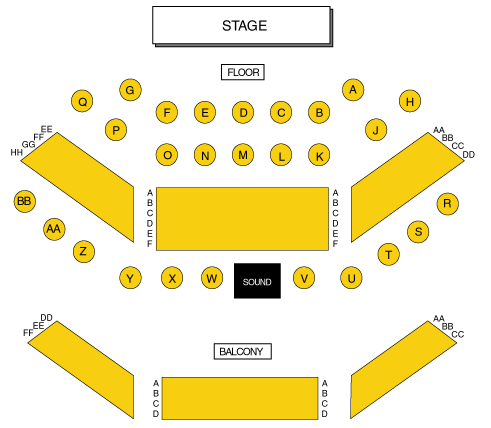 STAGE
FLOOR
G A
Q H
F E D C B
P J
EE AA
FF BB
GG CC
HH DD
O N M L K
A A
B B
C C
D D
E E
F F
BB R
AA S
Z T
Y X W SOUND V U
DD AA
EE BB
FF CC
BALCONY
A A
B B
C C
D D